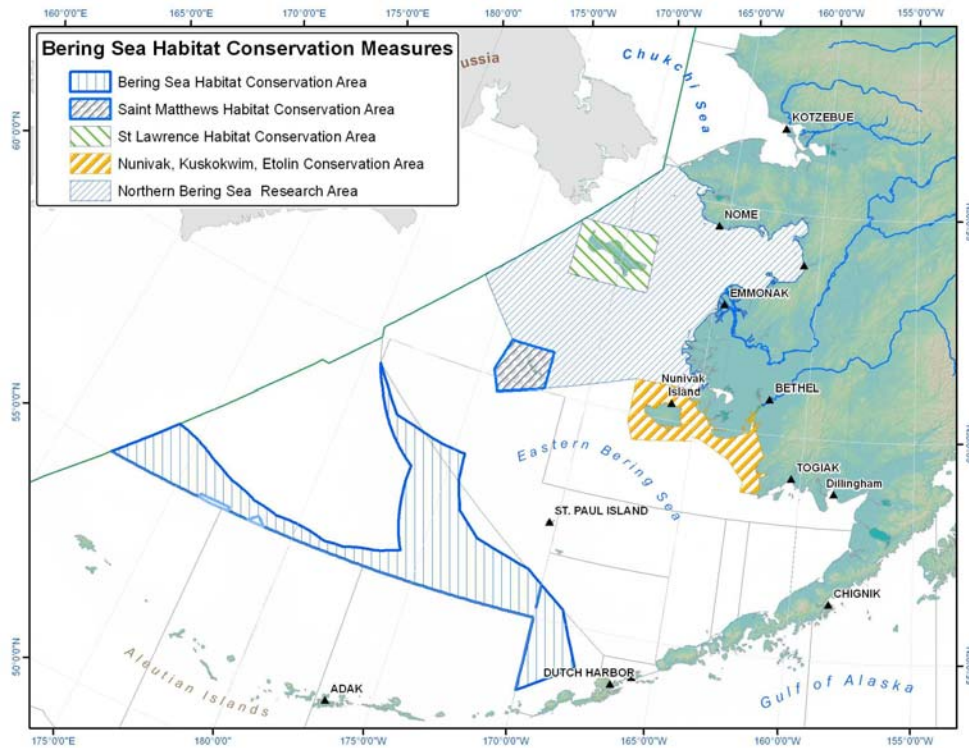 160°0'0"E 165°0'0"E 170°0'0"E 175°0'0"E 180°0'0" 175°0'0"W 170°0'0"W 165°0'0"W 160°0'0"W 155°0'0"W
Bering Sea Habitat Conservation Measures
Bering Sea Habitat Conservation Area
Saint Matthews Habitat Conservation Area
St Lawrence Habitat Conservation Area
Nunivak, Kuskokwim, Etolin Conservation Area
Northern Bering Sea Research Area
ussia
Chukchi Sea
KOTZEBUE
NOME
EMMONAK
Nunivak
Island
BETHEL
Eastern Bering Sea
TOGIAK
Dillingham
ST. PAUL ISLAND
CHIGNIK
DUTCH HARBOR
ADAK
Aleutian Islands
Gulf of Alaska
60°0'0"N
55°0'0"N
50°0'0"N
55°0'0"N
175°0'0"E 180°0'0" 175°0'0"W 170°0'0"W 165°0'0"W 160°0'0"W 155°0'0"W